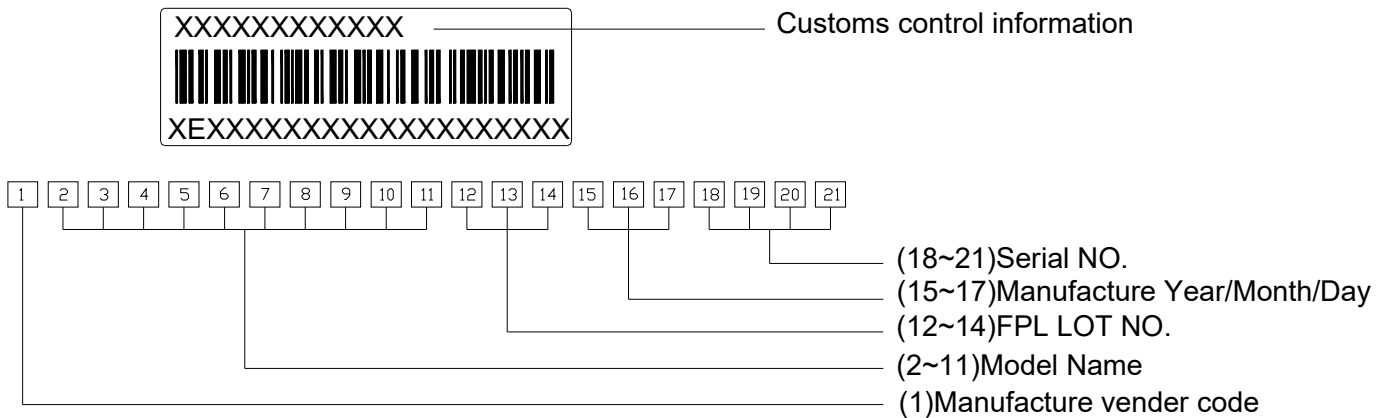 XXXXXXXXXXXX
Customs control information
XEXXXXXXXXXXXXXXXXXXX
1 2 3 4 5 6 7 8 9 10 11 12 13 14 15 16 17 18 19 20 21
(18~21)Serial NO.
(15~17)Manufacture Year/Month/Day
(12~14)FPL LOT NO.
(2~11)Model Name
(1)Manufacture vender code